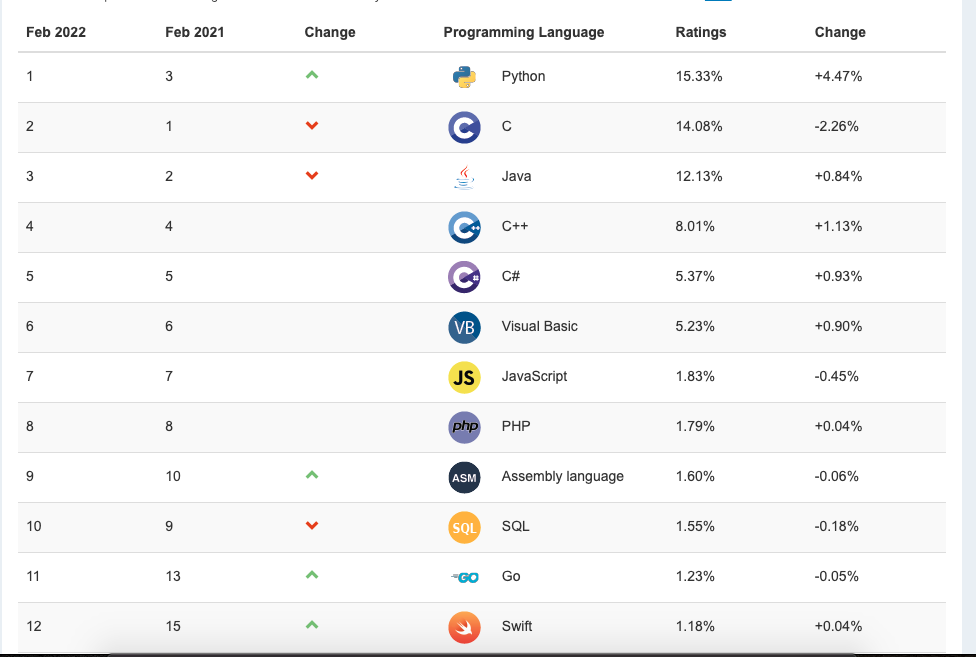 Feb 2022 Feb 2021 Change Programming Language Ratings Change
1 3 Python 15.33% +4.47%
2 1 C 14.08% -2.26%
3 2 Java 12.13% +0.84%
4 4 C++ 8.01% +1.13%
5 5 C# 5.37% +0.93%
6 6 VB Visual Basic 5.23% +0.90%
7 7 JS JavaScript 1.83% -0.45%
8 8 php PHP 1.79% +0.04%
9 10 ASM Assembly language 1.60% -0.06%
10 9 SQL SQL 1.55% -0.18%
11 13 GO Go 1.23% -0.05%
12 15 Swift 1.18% +0.04%